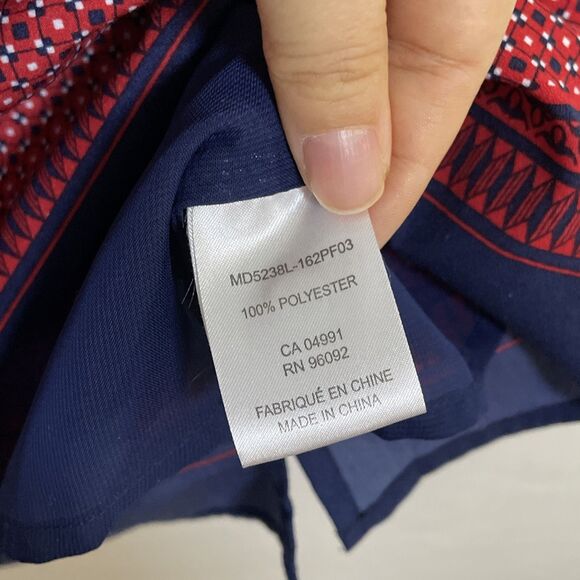 MD5238L-162PF03
100% POLYESTER
CA 04991
RN 96092
FABRIQUÉ EN CHINE
MADE IN CHINA